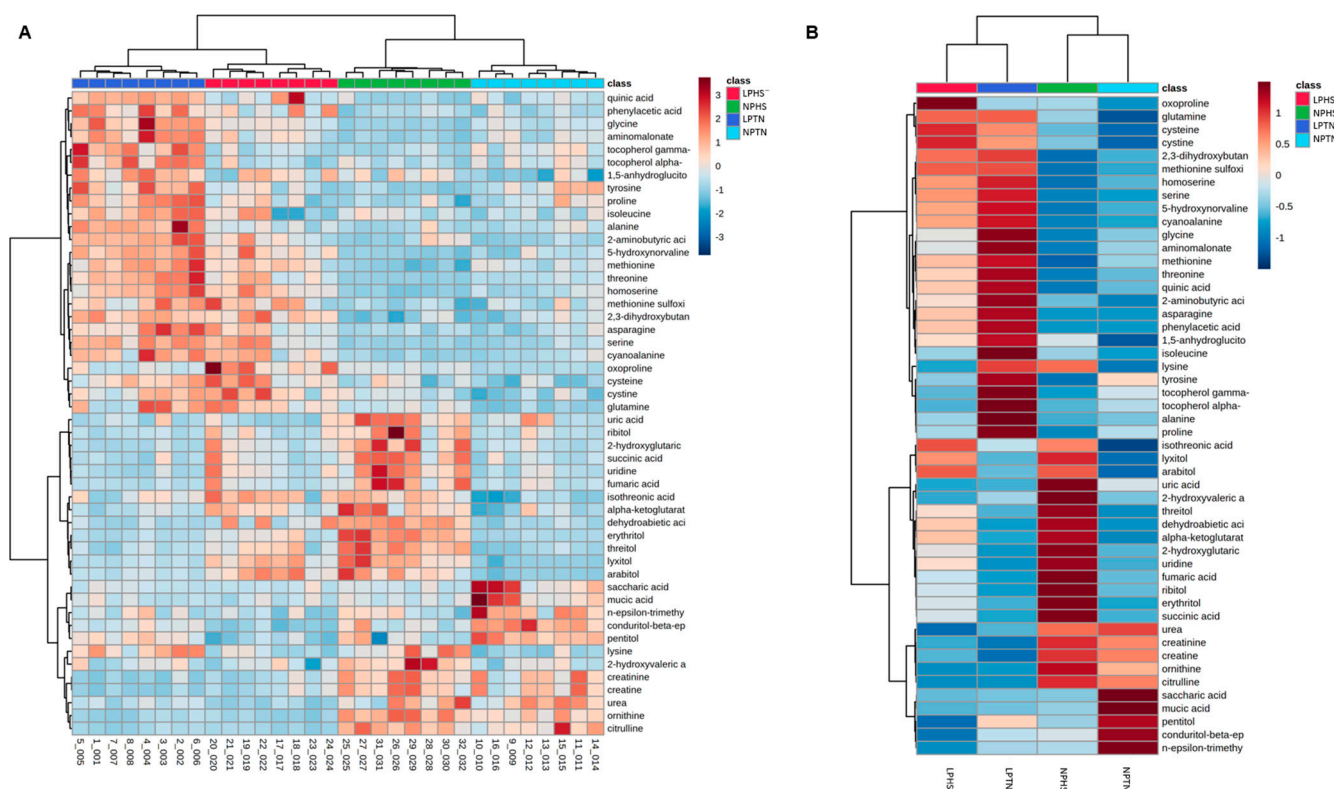 A
class
quinic acid
phenylacetic acid
glycine
aminomalonate
tocopherol gamma-
tocopherol alpha-
1,5-anhydroglucito
tyrosine
proline
isoleucine
alanine
2-aminobutyric aci
5-hydroxynorvaline
methionine
threonine
homoserine
methionine sulfoxi
2,3-dihydroxybutan
asparagine
serine
cyanoalanine
oxoproline
cysteine
cystine
glutamine
uric acid
ribitol
2-hydroxyglutaric
succinic acid
uridine
fumaric acid
isothreonic acid
alpha-ketoglutarat
dehydroabietic aci
erythritol
threitol
lyxitol
arabitol
saccharic acid
mucic acid
n-epsilon-trimethy
conduritol-beta-ep
pentitol
lysine
2-hydroxyvaleric a
creatinine
creatine
urea
ornithine
citrulline
5_005
1_001
7_007
8_008
4_004
3_003
2_002
6_006
20_020
21_021
19_019
22_022
17_017
18_018
23_023
24_024
25_025
27_027
31_031
26_026
29_029
28_028
30_030
32_032
10_010
16_016
9_009
12_012
13_013
15_015
11_011
14_014
3
2
1
0
-1
-2
-3
class
LPHS
NPHS
LPTN
NPTN
B
class
oxoproline
glutamine
cysteine
cystine
2,3-dihydroxybutan
methionine sulfoxi
homoserine
serine
5-hydroxynorvaline
cyanoalanine
glycine
aminomalonate
methionine
threonine
quinic acid
2-aminobutyric aci
asparagine
phenylacetic acid
1,5-anhydroglucito
isoleucine
lysine
tyrosine
tocopherol gamma-
tocopherol alpha-
alanine
proline
isothreonic acid
lyxitol
arabitol
uric acid
2-hydroxyvaleric a
threitol
dehydroabietic aci
alpha-ketoglutarat
2-hydroxyglutaric
uridine
fumaric acid
ribitol
erythritol
succinic acid
urea
creatinine
creatine
ornithine
citrulline
saccharic acid
mucic acid
pentitol
conduritol-beta-ep
n-epsilon-trimethy
LPHS
LPTN
NPHS
NPTN
1
0.5
0
-0.5
-1
class
LPHS
NPHS
LPTN
NPTN